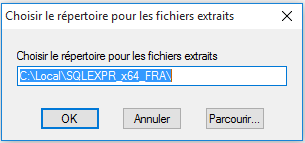 Choisir le répertoire pour les fichiers extraits
Choisir le répertoire pour les fichiers extraits
C:\Local\SQLEXPR_x64_FRA\
OK Annuler Parcourir...